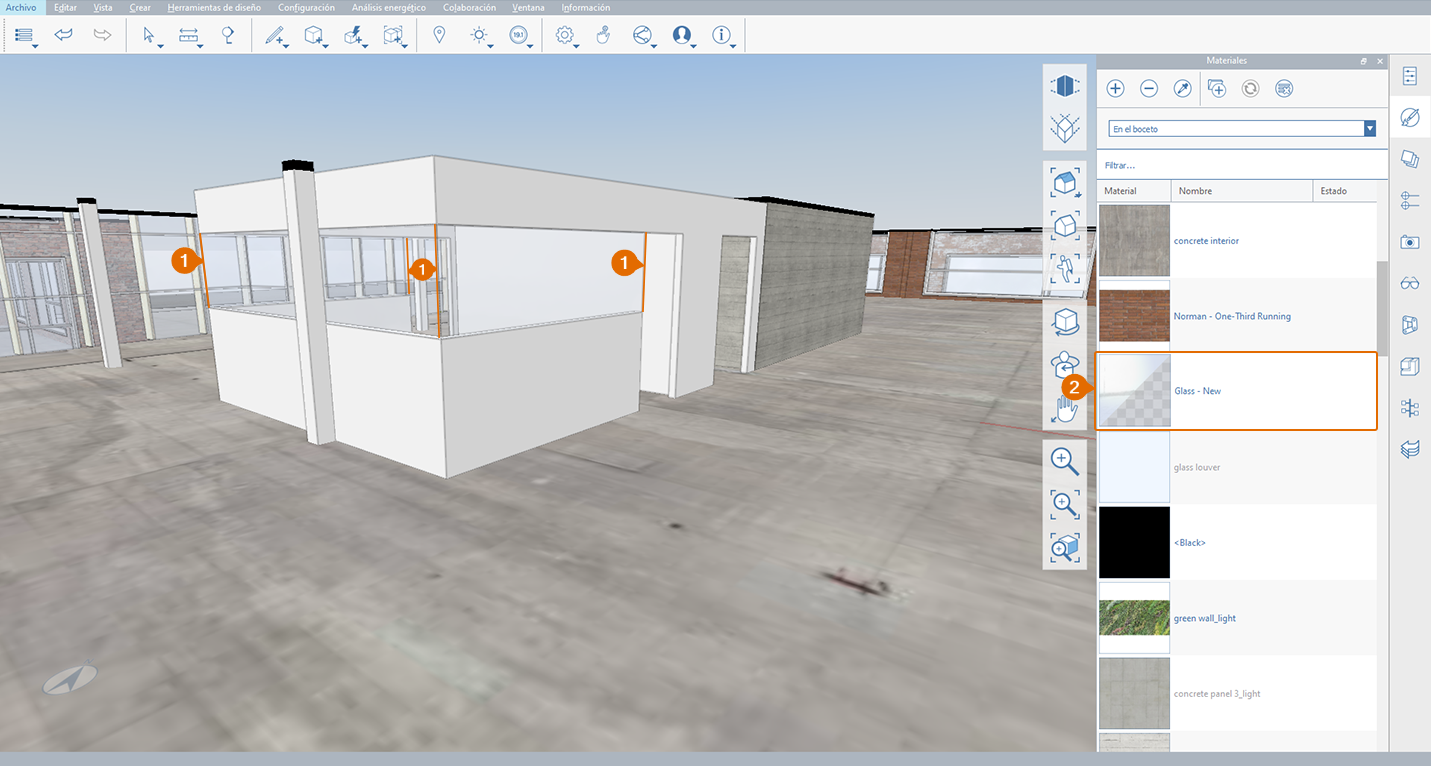 Archivo Editar Vista Crear Herramientas de diseño Configuración Análisis energético Colaboración Ventana Información
19.1
Materiales
En el boceto
Filtrar...
Material Nombre Estado
concrete interior
Norman - One-Third Running
Glass - New
glass louver
<Black>
green wall_light
concrete panel 3_light
1
1
1
2